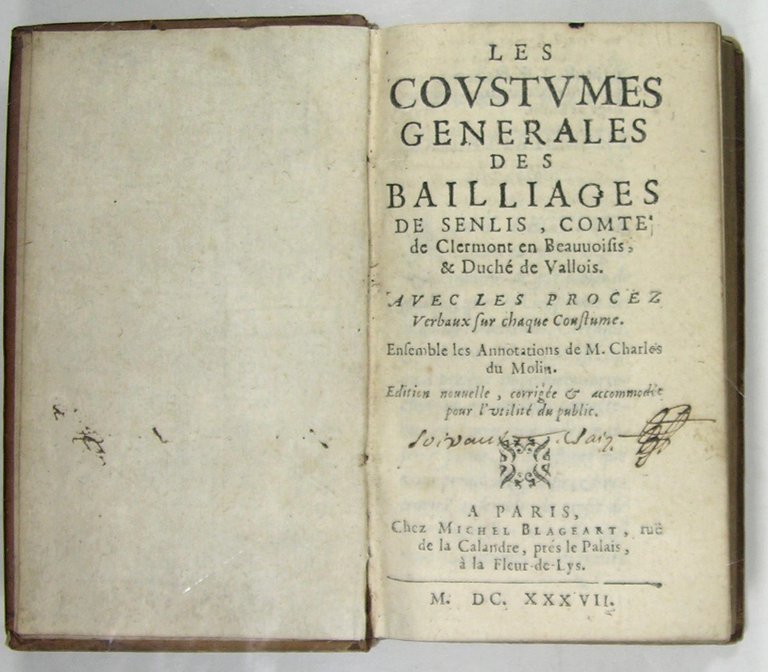 LES
COVSTVMES
GENERALES
DES
BAILLIAGES
DE SENLIS, COMTE'
de Clermont en Beauuoisis,
& Duché de Vallois.
AVEC LES PROCEZ
Verbaux sur chaque Coustume.
Ensemble les Annotations de M. Charles
du Molin.
Edition nouuelle, corrigée & accommodée
pour l'vtilité du public.
A PARIS,
Chez MICHEL BLAGEART, ruë
de la Calandre, prés le Palais,
à la Fleur-de-Lys.
M. DC. XXXVII.